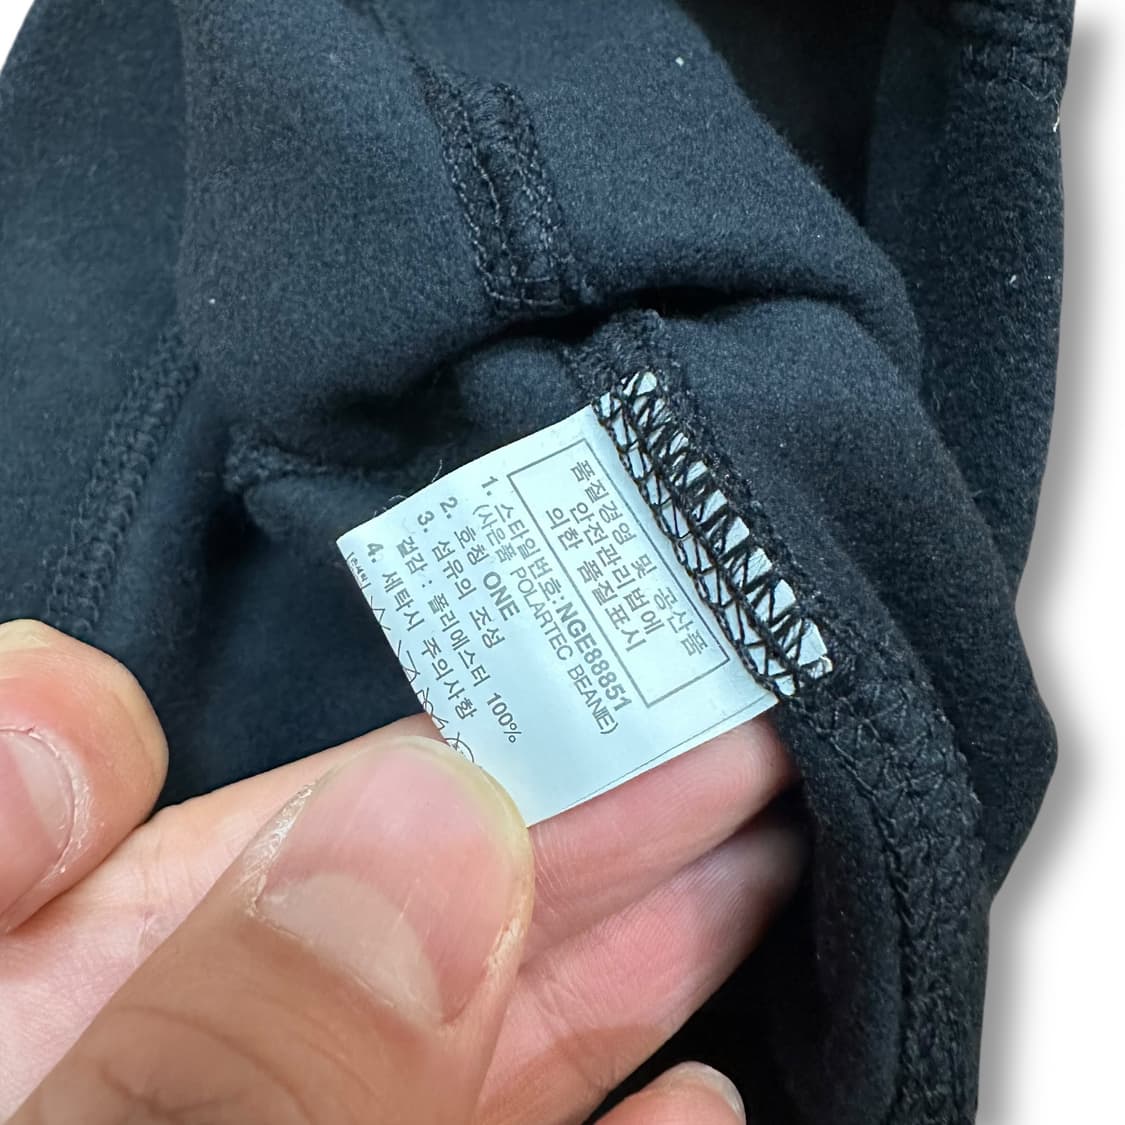 품질경영 및 공산품
안전관리법에
의한 품질표시
1. 스타일번호:NGE88851
(사은품 POLARTEC BEANIE)
2. 호칭 ONE
3. 섬유의 조성
겉감 : 폴리에스터 100%
4. 세탁시 주의사항